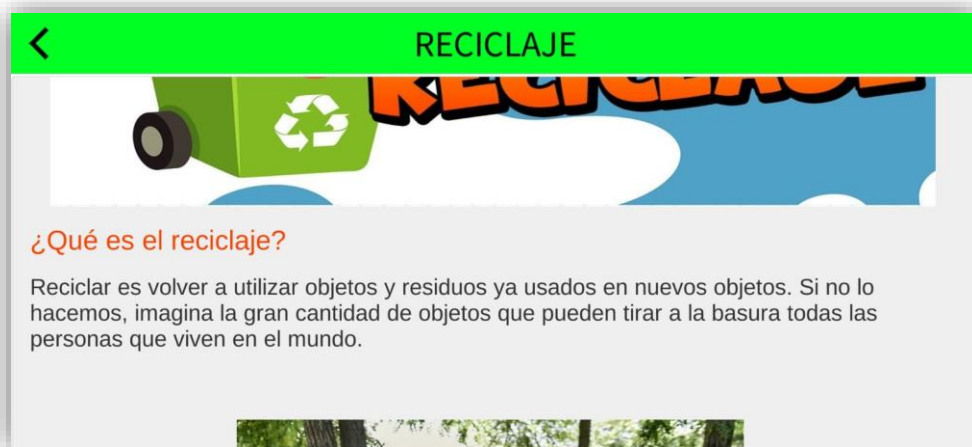 RECICLAJE
RECICLAJE
¿Qué es el reciclaje?
Reciclar es volver a utilizar objetos y residuos ya usados en nuevos objetos. Si no lo
hacemos, imagina la gran cantidad de objetos que pueden tirar a la basura todas las
personas que viven en el mundo.